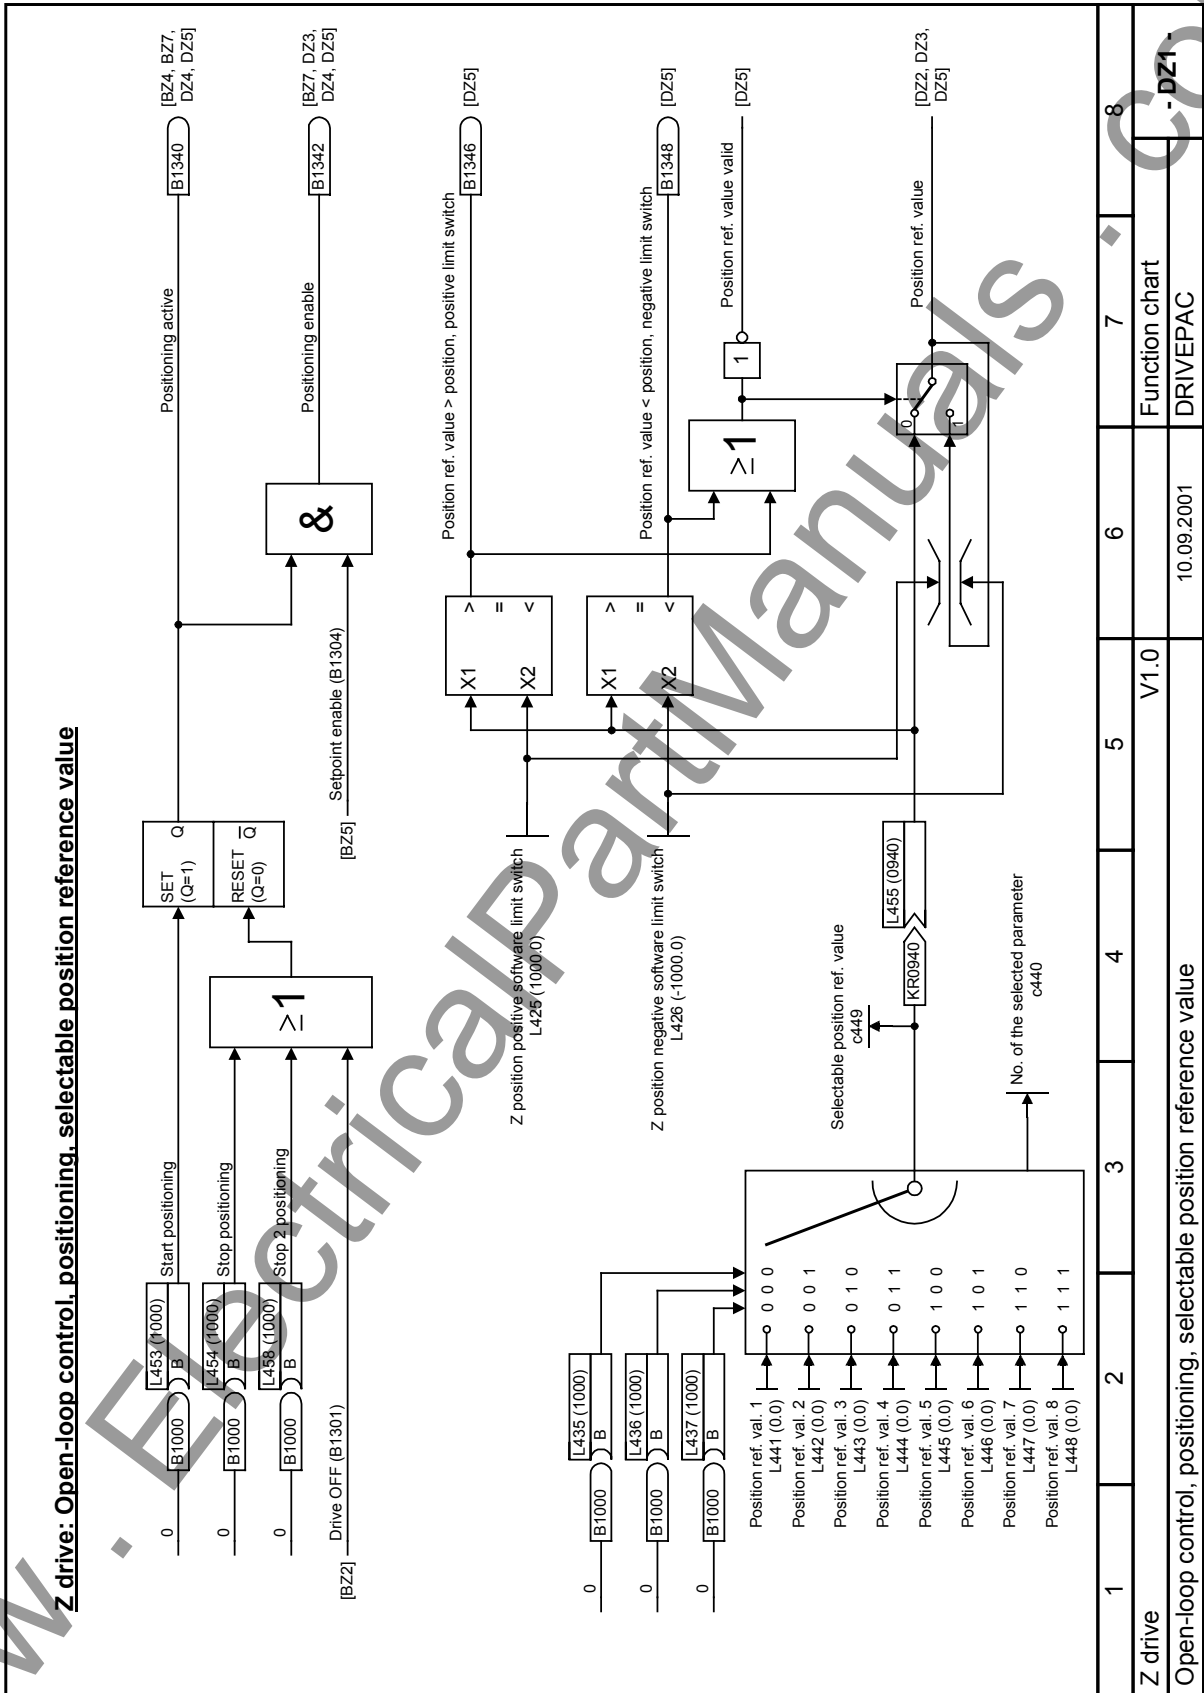 Z drive: Open-loop control, positioning, selectable position reference value
0
B1000
L453 (1000)
B
Start positioning
0
B1000
L454 (1000)
B
Stop positioning
0
B1000
L458 (1000)
B
Stop 2 positioning
[BZ2]
Drive OFF (B1301)
≥1
SET
(Q=1)
Q
RESET
(Q=0)
Q̅
[BZ5]
Setpoint enable (B1304)
&
Positioning active
B1340
[BZ4, BZ7,
DZ4, DZ5]
Positioning enable
B1342
[BZ7, DZ3,
DZ4, DZ5]
Z position positive software limit switch
L425 (1000.0)
X1
X2
>
=
<
Position ref. value > position, positive limit switch
B1346
[DZ5]
Z position negative software limit switch
L426 (-1000.0)
X1
X2
>
=
<
Position ref. value < position, negative limit switch
B1348
[DZ5]
≥1
1
Position ref. value valid
[DZ5]
0
1
Position ref. value
[DZ2, DZ3,
DZ5]
0
B1000
L435 (1000)
B
0
B1000
L436 (1000)
B
0
B1000
L437 (1000)
B
Position ref. val. 1
L441 (0.0)
0 0 0
Position ref. val. 2
L442 (0.0)
0 0 1
Position ref. val. 3
L443 (0.0)
0 1 0
Position ref. val. 4
L444 (0.0)
0 1 1
Position ref. val. 5
L445 (0.0)
1 0 0
Position ref. val. 6
L446 (0.0)
1 0 1
Position ref. val. 7
L447 (0.0)
1 1 0
Position ref. val. 8
L448 (0.0)
1 1 1
Selectable position ref. value
c449
KR0940
L455 (0940)
No. of the selected parameter
c440
1
2
3
4
5
6
7
8
Z drive
V1.0
Function chart
- DZ1 -
Open-loop control, positioning, selectable position reference value
10.09.2001
DRIVEPAC
w . ElectricalPartManuals . co